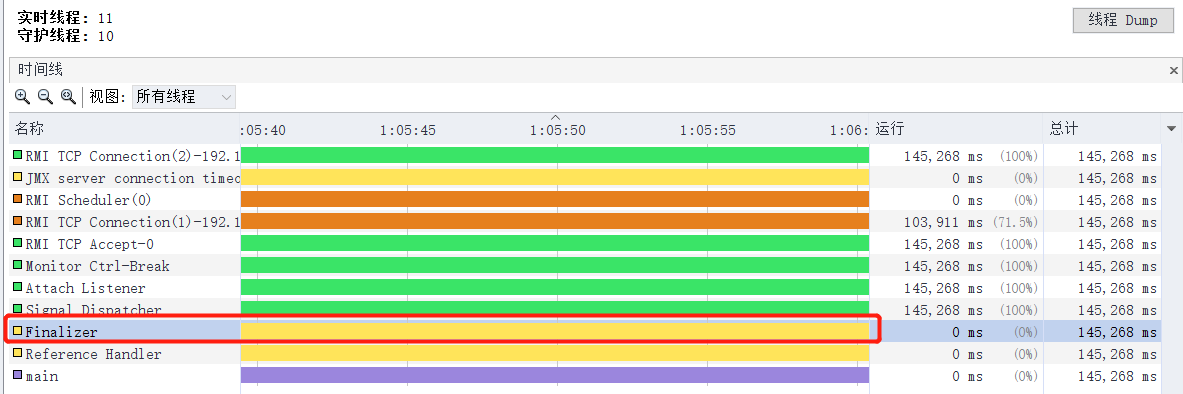 实时线程: 11
守护线程: 10
线程 Dump
时间线
视图: 所有线程
名称 :05:40 1:05:45 1:05:50 1:05:55 1:06: 运行 总计
RMI TCP Connection(2)-192.1 145,268 ms (100%) 145,268 ms
JMX server connection timeo 0 ms (0%) 145,268 ms
RMI Scheduler(0) 0 ms (0%) 145,268 ms
RMI TCP Connection(1)-192.1 103,911 ms (71.5%) 145,268 ms
RMI TCP Accept-0 145,268 ms (100%) 145,268 ms
Monitor Ctrl-Break 145,268 ms (100%) 145,268 ms
Attach Listener 145,268 ms (100%) 145,268 ms
Signal Dispatcher 145,268 ms (100%) 145,268 ms
Finalizer 0 ms (0%) 145,268 ms
Reference Handler 0 ms (0%) 145,268 ms
main 0 ms (0%) 145,268 ms